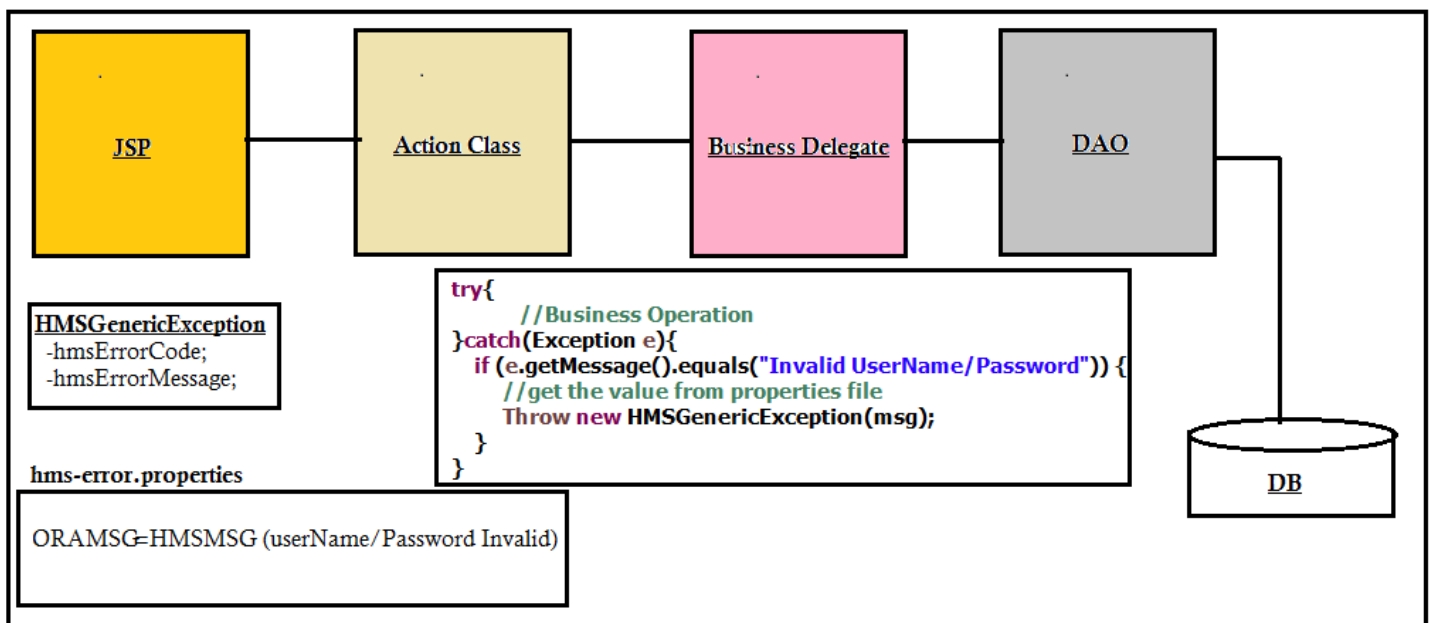 JSP
Action Class
Business Delegate
DAO
try{
//Business Operation
}catch(Exception e){
if (e.getMessage().equals("Invalid UserName/Password")) {
//get the value from properties file
Throw new HMSGenericException(msg);
}
}
HMSGenericException
-hmsErrorCode;
-hmsErrorMessage;
DB
hms-error.properties
ORAMSG=HMSMSG (userName/Password Invalid)